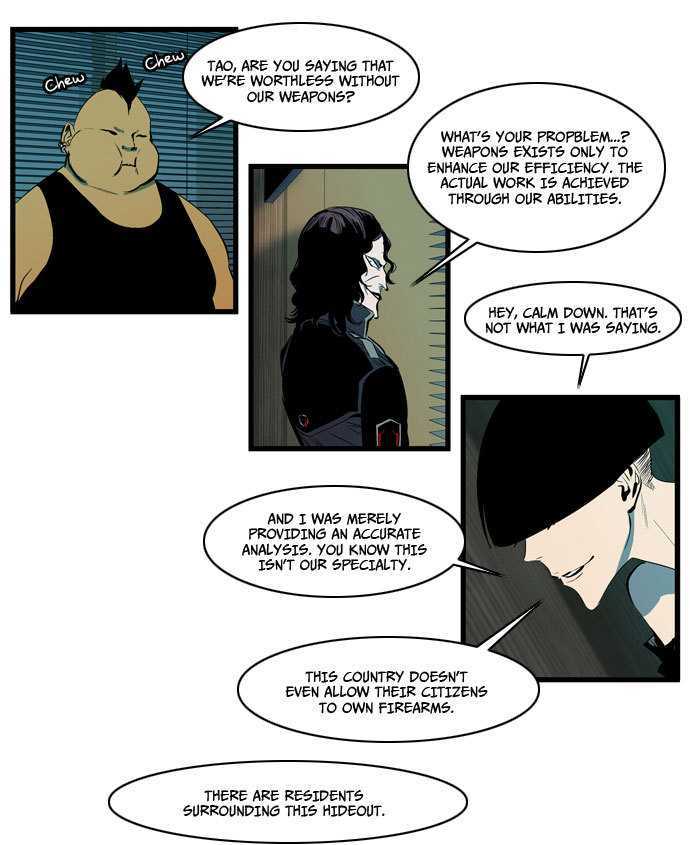 Chew
Chew
TAO, ARE YOU SAYING THAT
WE'RE WORTHLESS WITHOUT
OUR WEAPONS?
WHAT'S YOUR PROPBLEM...?
WEAPONS EXISTS ONLY TO
ENHANCE OUR EFFICIENCY. THE
ACTUAL WORK IS ACHIEVED
THROUGH OUR ABILITIES.
HEY, CALM DOWN. THAT'S
NOT WHAT I WAS SAYING.
AND I WAS MERELY
PROVIDING AN ACCURATE
ANALYSIS. YOU KNOW THIS
ISN'T OUR SPECIALTY.
THIS COUNTRY DOESN'T
EVEN ALLOW THEIR CITIZENS
TO OWN FIREARMS.
THERE ARE RESIDENTS
SURROUNDING THIS HIDEOUT.